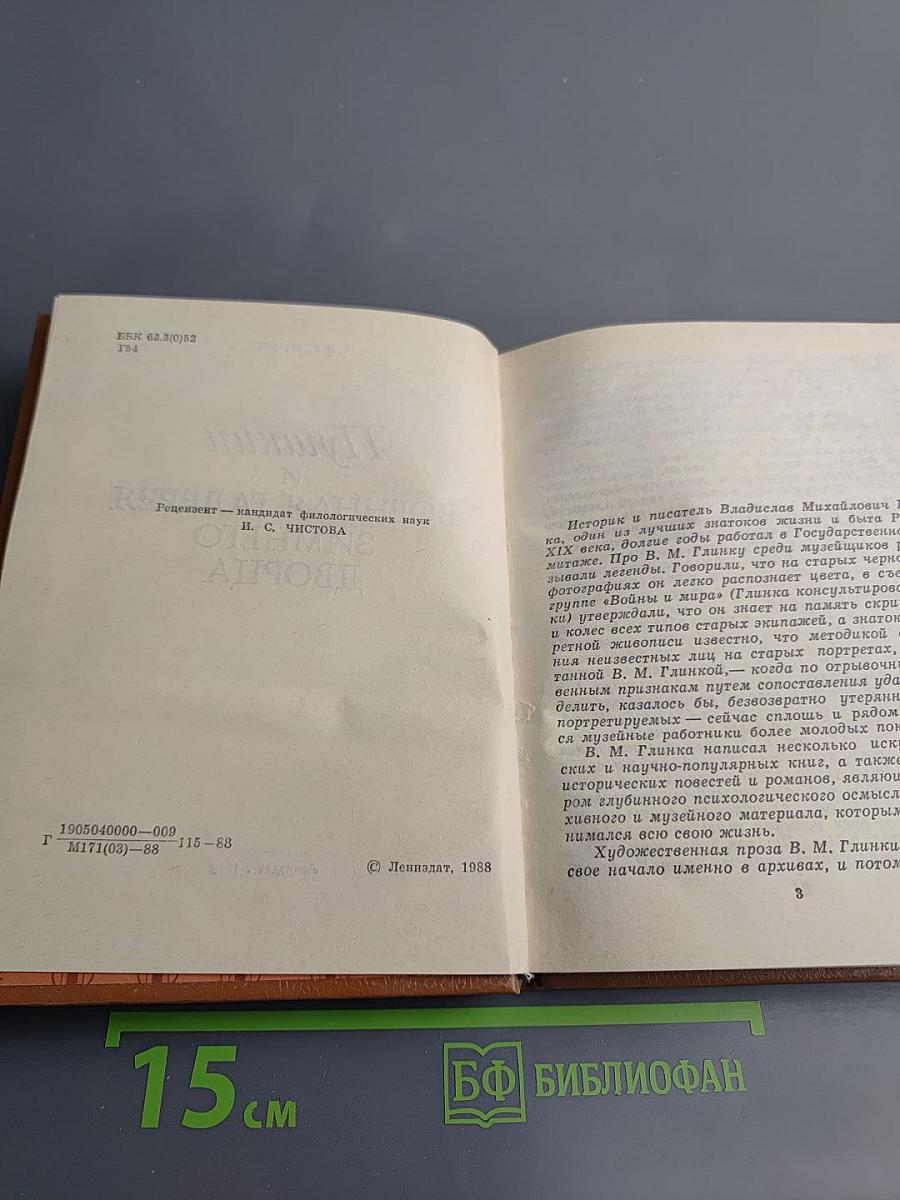 ББК 63.3(0)52
Г54
Рецензент — кандидат филологических наук
И. С. ЧИСТОВА
Г 1905040000—009 115—88
М171(03)—88
© Лениздат, 1988
Историк и писатель Владислав Михайлович
ка, один из лучших знатоков жизни и быта Р
XIX века, долгие годы работал в Государственно
митаже. Про В. М. Глинку среди музейщиков р
зывали легенды. Говорили, что на старых черно
фотографиях он легко распознает цвета, в съе
группе «Войны и мира» (Глинка консультирова
ки) утверждали, что он знает на память скри
и колес всех типов старых экипажей, а знаток
ретной живописи известно, что методикой
ния неизвестных лиц на старых портретах,
танной В. М. Глинкой,— когда по отрывочн
венным признакам путем сопоставления уда
делить, казалось бы, безвозвратно утерянн
портретируемых — сейчас сплошь и рядом
ся музейные работники более молодых пок
В. М. Глинка написал несколько иску
ских и научно-популярных книг, а также
исторических повестей и романов, являю
ром глубинного психологического осмысл
хивного и музейного материала, которым
нимался всю свою жизнь.
Художественная проза В. М. Глинки
свое начало именно в архивах, и потом
3
15 см
БФ БИБЛИОФАН